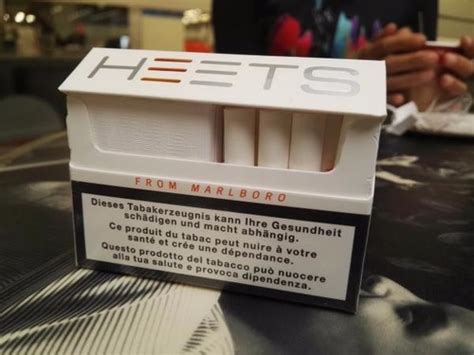 HEETS
FROM MARLBORO
Dieses Tabakerzeugnis kann Ihre Gesundheit
schädigen und macht abhängig.
Ce produit du tabac peut nuire à votre
santé et crée une dépendance.
Questo prodotto del tabacco può nuocere
alla tua salute e provoca dipendenza.